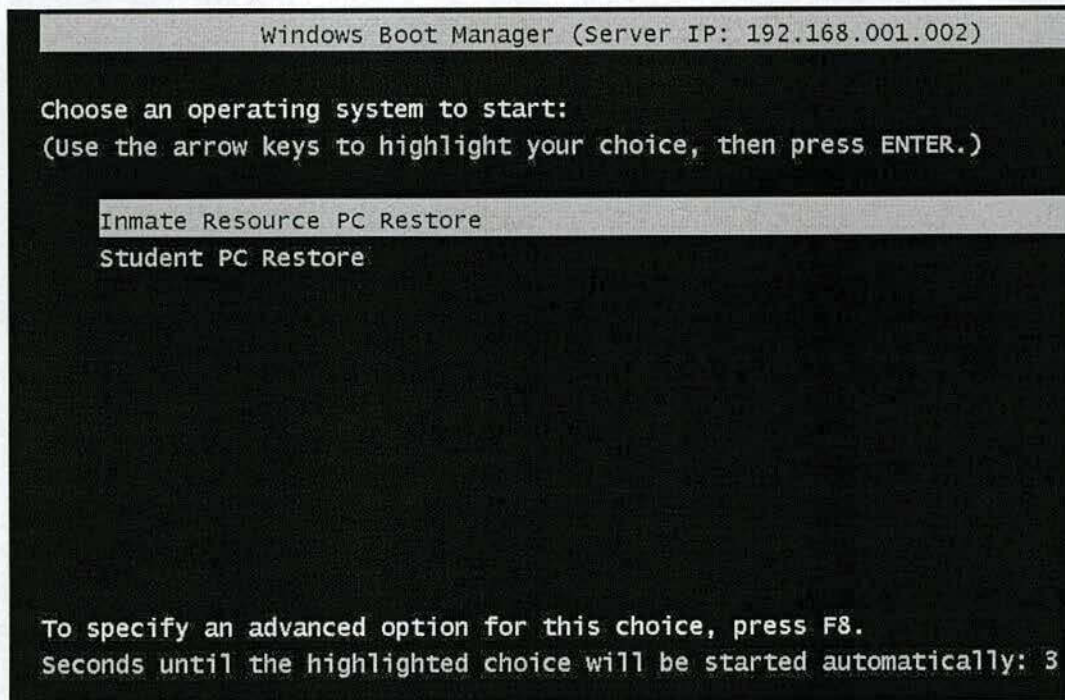 Windows Boot Manager (Server IP: 192.168.001.002)
Choose an operating system to start:
(Use the arrow keys to highlight your choice, then press ENTER.)
Inmate Resource PC Restore
Student PC Restore
To specify an advanced option for this choice, press F8.
Seconds until the highlighted choice will be started automatically: 3